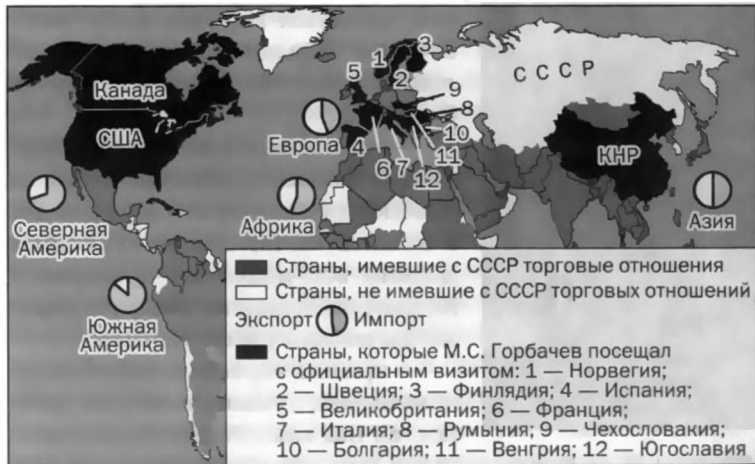 1
3
СССР
Канада
5
2
9
США
Европа
8
КНР
4
10
11
6
7
12
Северная
Америка
Африка
Азия
Южная
Америка
Страны, имевшие с СССР торговые отношения
Страны, не имевшие с СССР торговых отношений
Экспорт Импорт
Страны, которые М.С. Горбачев посещал
с официальным визитом: 1 — Норвегия;
2 — Швеция; 3 — Финлядия; 4 — Испания;
5 — Великобритания; 6 — Франция;
7 — Италия; 8 — Румыния; 9 — Чехословакия;
10 — Болгария; 11 — Венгрия; 12 — Югославия